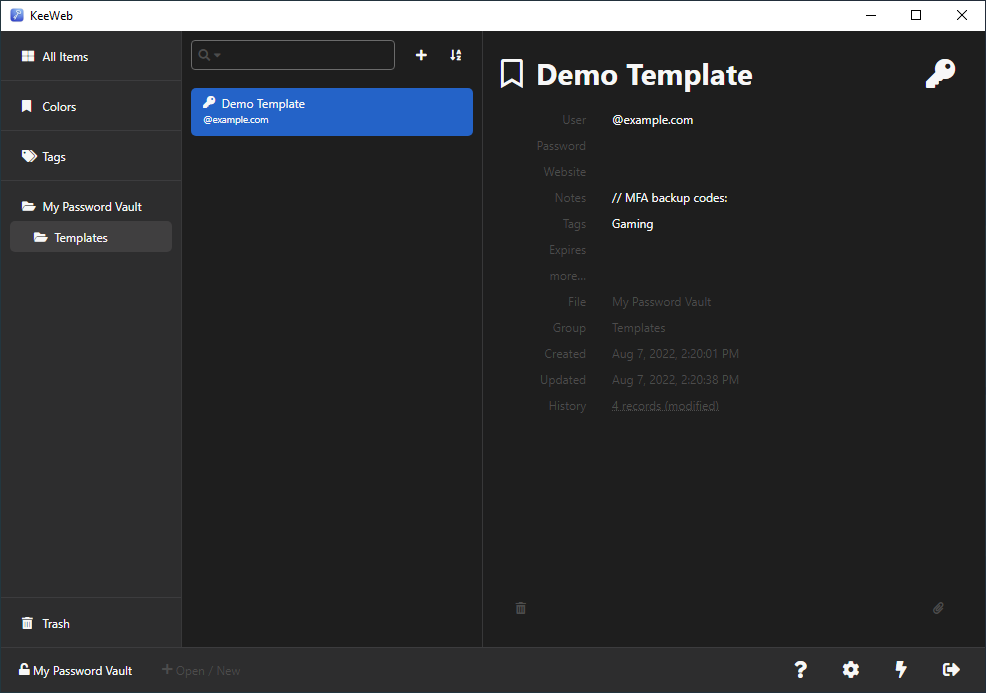 KeeWeb
All Items
Colors
Tags
My Password Vault
Templates
Trash
Demo Template
@example.com
Demo Template
User @example.com
Password
Website
Notes // MFA backup codes:
Tags Gaming
Expires
more...
File My Password Vault
Group Templates
Created Aug 7, 2022, 2:20:01 PM
Updated Aug 7, 2022, 2:20:38 PM
History 4 records (modified)
My Password Vault
Open / New